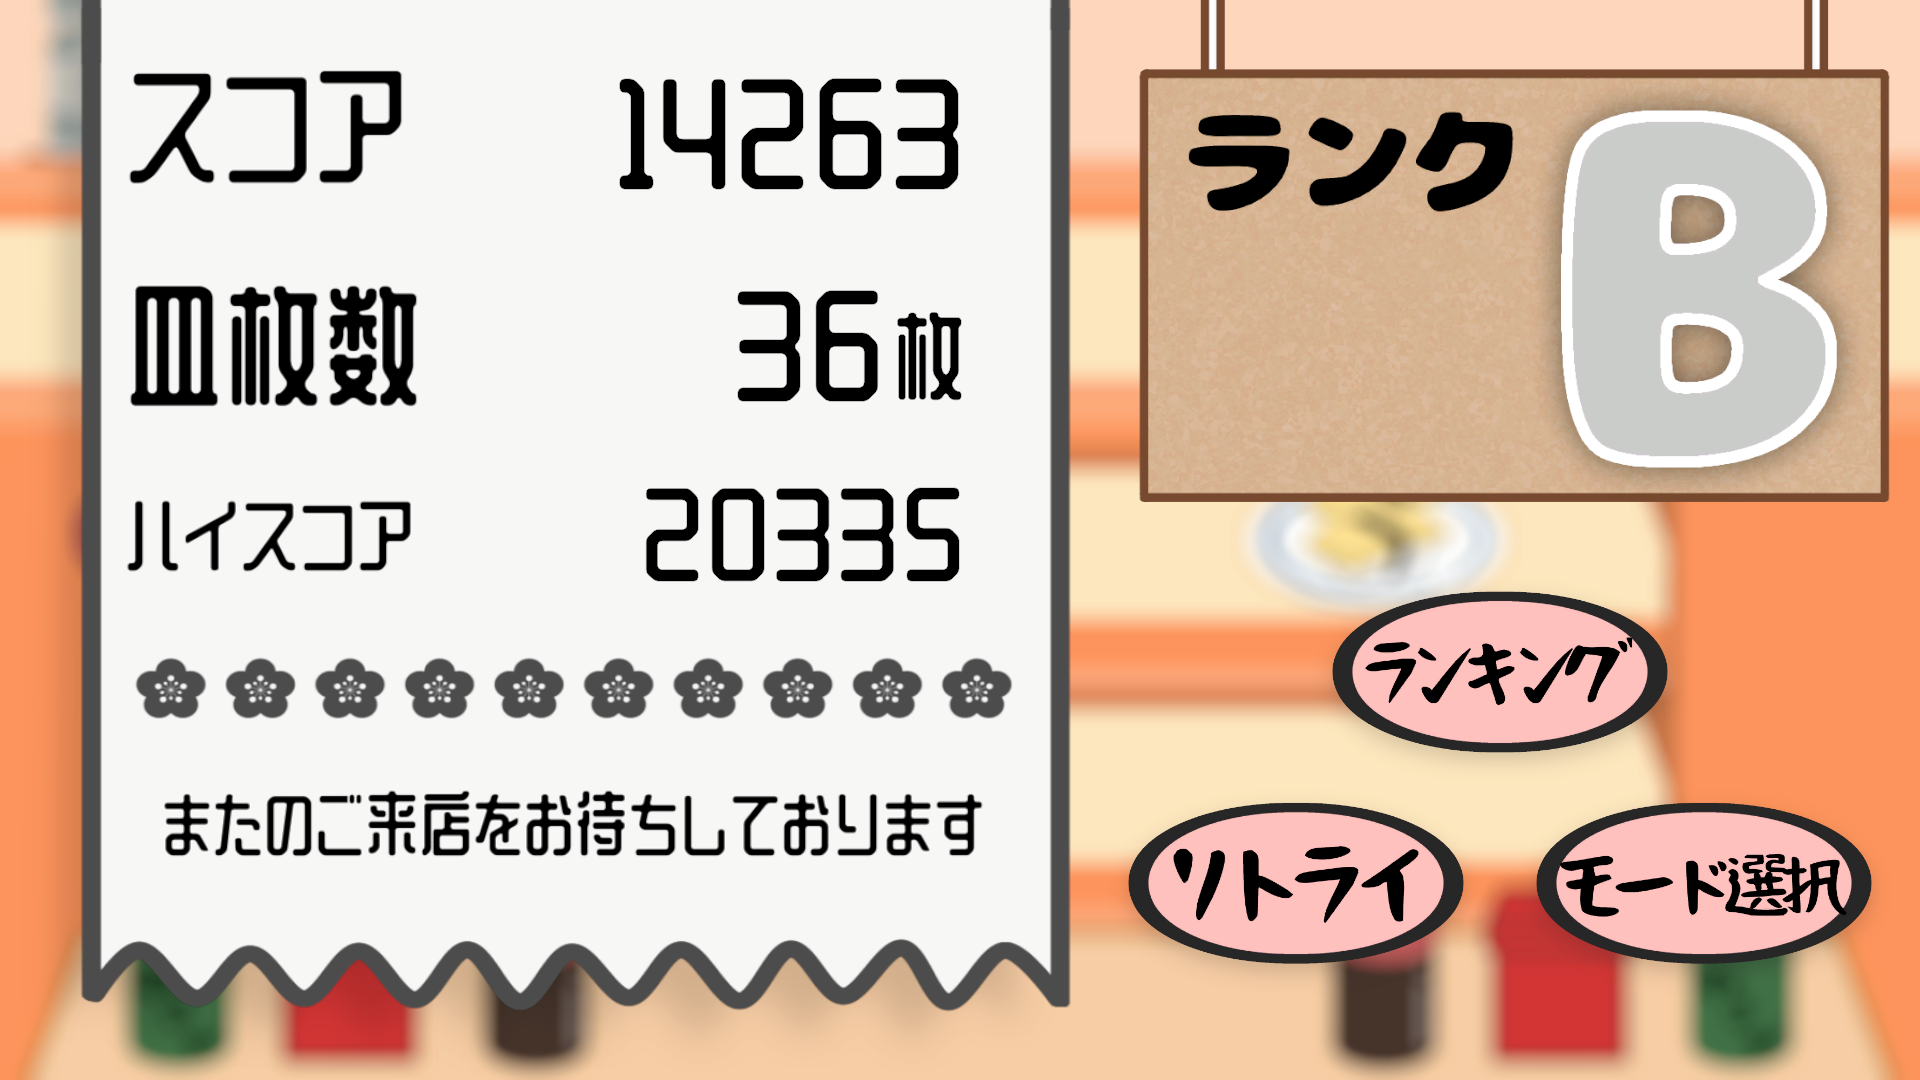 スコア 14263
皿枚数 36枚
ハイスコア 20335
またのご来店をお待ちしております
ランク B
ランキング
リトライ
モード選択